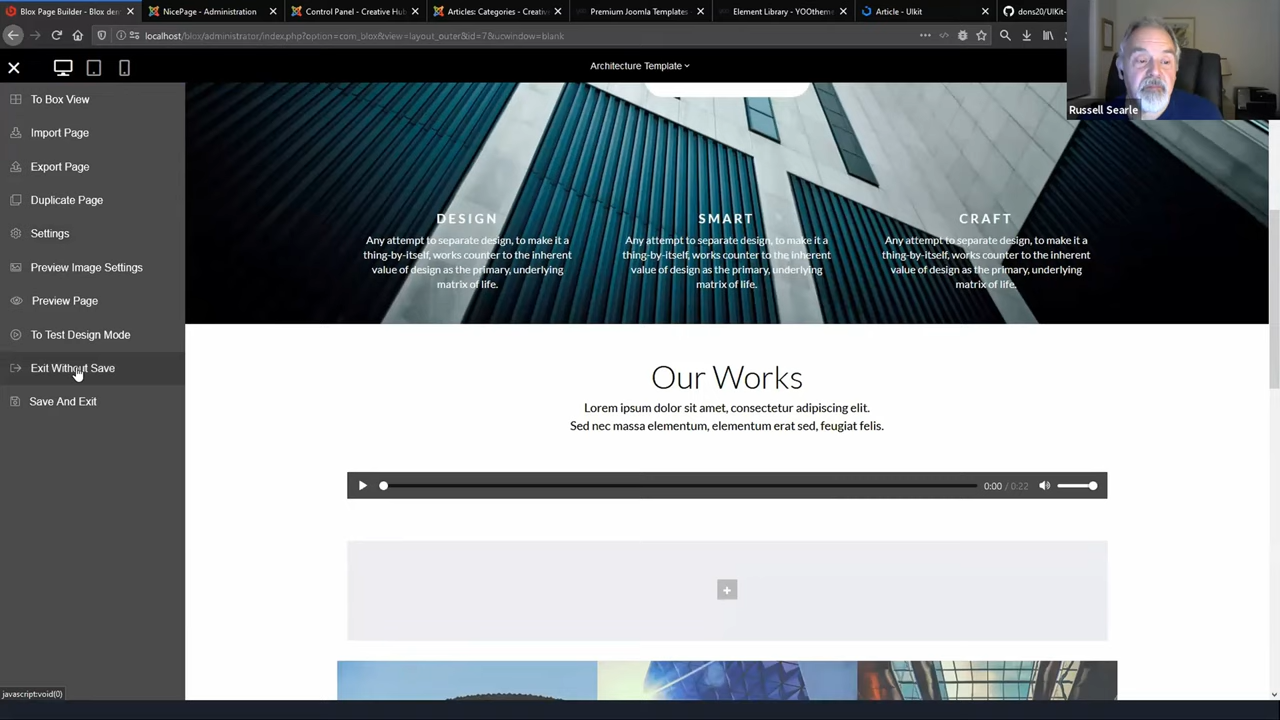 Blox Page Builder - Blox dem
NicePage - Administration
Control Panel - Creative Hub
Articles: Categories - Creativ
Premium Joomla Templates
Element Library - YOOthem
Article - UIkit
dons20/UIKit-
localhost/blox/administrator/index.php?option=com_blox&view=layout_outer&id=7&ucwindow=blank
Architecture Template
Russell Searle
To Box View
Import Page
Export Page
Duplicate Page
Settings
Preview Image Settings
Preview Page
To Test Design Mode
Exit Without Save
Save And Exit
DESIGN
Any attempt to separate design, to make it a
thing-by-itself, works counter to the inherent
value of design as the primary, underlying
matrix of life.
SMART
Any attempt to separate design, to make it a
thing-by-itself, works counter to the inherent
value of design as the primary, underlying
matrix of life.
CRAFT
Any attempt to separate design, to make it a
thing-by-itself, works counter to the inherent
value of design as the primary, underlying
matrix of life.
Our Works
Lorem ipsum dolor sit amet, consectetur adipiscing elit.
Sed nec massa elementum, elementum erat sed, feugiat felis.
0:00 / 0:22
javascript:void(0)